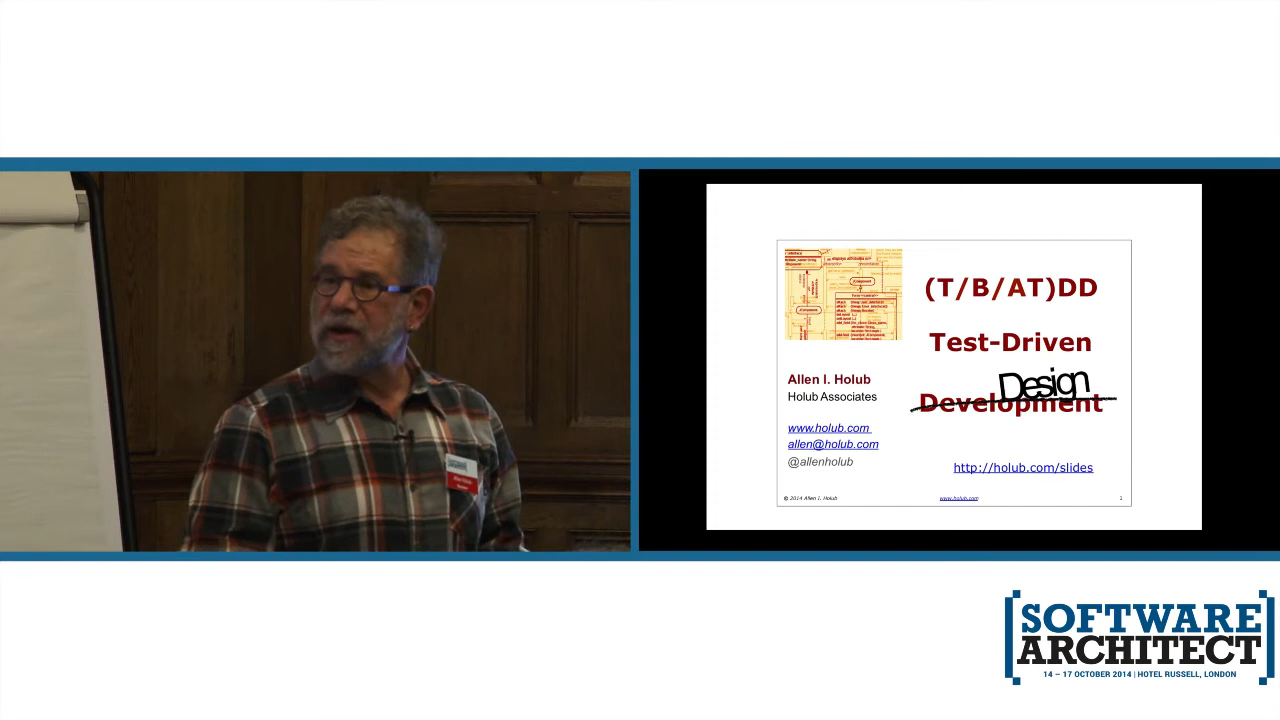 (T/B/AT)DD
Test-Driven
Design
Development
Allen I. Holub
Holub Associates
www.holub.com
allen@holub.com
@allenholub
http://holub.com/slides
© 2014 Allen I. Holub
www.holub.com
1
SOFTWARE
ARCHITECT
14 – 17 OCTOBER 2014 | HOTEL RUSSELL, LONDON